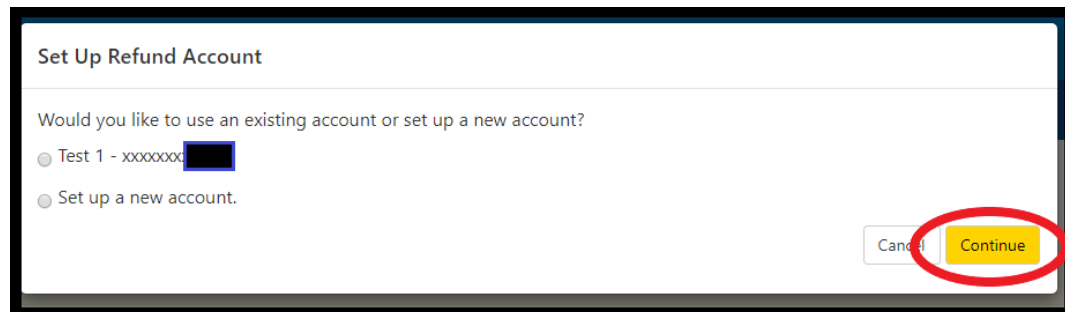 Set Up Refund Account
Would you like to use an existing account or set up a new account?
Test 1 - xxxxxxx
Set up a new account.
Cancel Continue